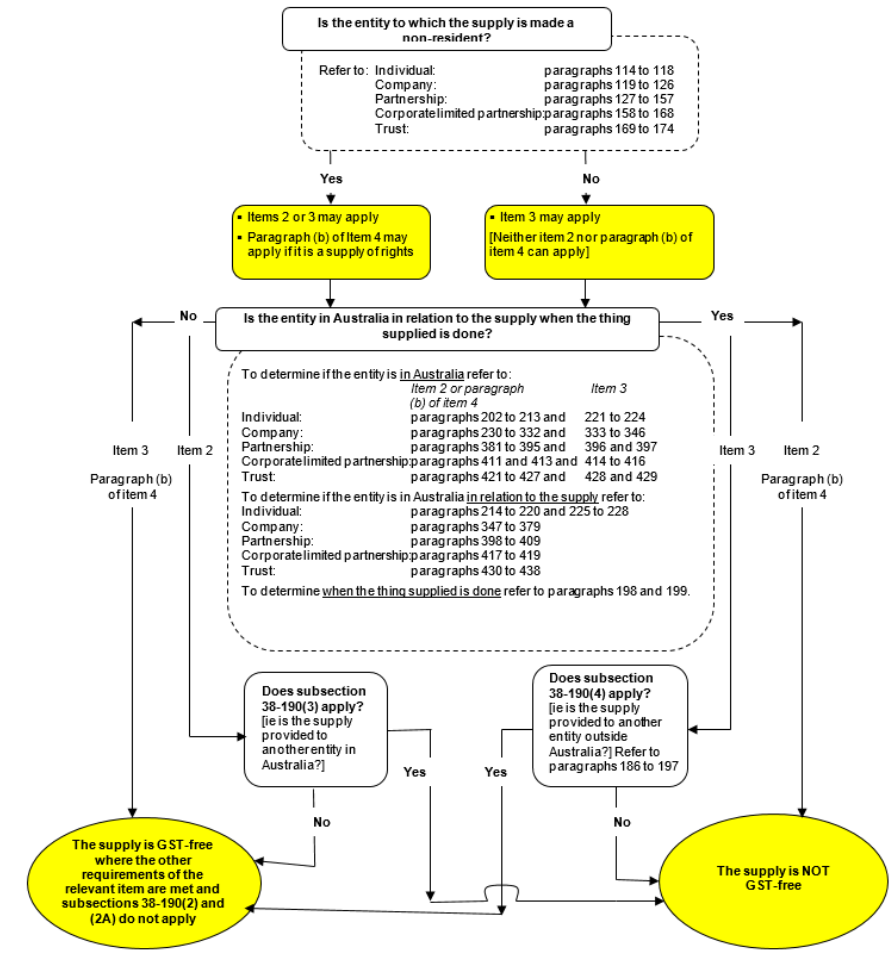 Is the entity to which the supply is made a
non-resident?
Refer to: Individual: paragraphs 114 to 118
Company: paragraphs 119 to 126
Partnership: paragraphs 127 to 157
Corporate limited partnership: paragraphs 158 to 168
Trust: paragraphs 169 to 174
Yes
No
▪ Items 2 or 3 may apply
▪ Paragraph (b) of Item 4 may
apply if it is a supply of rights
▪ Item 3 may apply
[Neither item 2 nor paragraph (b) of
item 4 can apply]
No
Is the entity in Australia in relation to the supply when the thing
supplied is done?
Yes
To determine if the entity is in Australia refer to:
Item 2 or paragraph Item 3
(b) of item 4
Individual: paragraphs 202 to 213 and 221 to 224
Company: paragraphs 230 to 332 and 333 to 346
Partnership: paragraphs 381 to 395 and 396 and 397
Corporate limited partnership: paragraphs 411 and 413 and 414 to 416
Trust: paragraphs 421 to 427 and 428 and 429
To determine if the entity is in Australia in relation to the supply refer to:
Individual: paragraphs 214 to 220 and 225 to 228
Company: paragraphs 347 to 379
Partnership: paragraphs 398 to 409
Corporate limited partnership: paragraphs 417 to 419
Trust: paragraphs 430 to 438
To determine when the thing supplied is done refer to paragraphs 198 and 199.
Item 3
Paragraph (b)
of item 4
Item 2
Item 3
Item 2
Paragraph (b)
of item 4
Does subsection
38-190(3) apply?
[ie is the supply
provided to
another entity in
Australia?]
Does subsection
38-190(4) apply?
[ie is the supply
provided to another
entity outside
Australia?] Refer to
paragraphs 186 to 197
Yes
Yes
No
No
The supply is GST-free
where the other
requirements of the
relevant item are met and
subsections 38-190(2) and
(2A) do not apply
The supply is NOT
GST-free